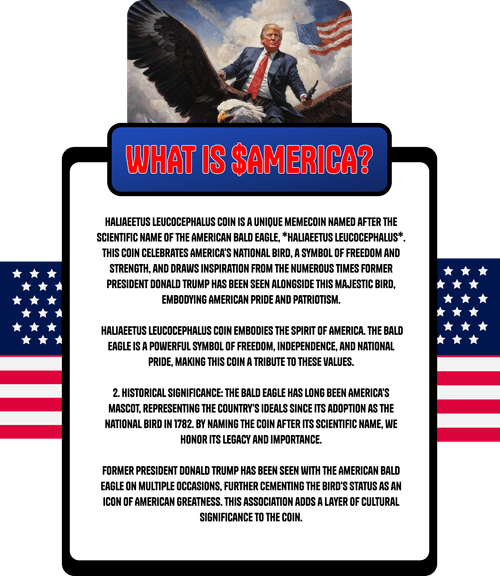 WHAT IS $AMERICA?
HALIAEETUS LEUCOCEPHALUS COIN IS A UNIQUE MEMECOIN NAMED AFTER THE
SCIENTIFIC NAME OF THE AMERICAN BALD EAGLE, *HALIAEETUS LEUCOCEPHALUS*.
THIS COIN CELEBRATES AMERICA'S NATIONAL BIRD, A SYMBOL OF FREEDOM AND
STRENGTH, AND DRAWS INSPIRATION FROM THE NUMEROUS TIMES FORMER
PRESIDENT DONALD TRUMP HAS BEEN SEEN ALONGSIDE THIS MAJESTIC BIRD,
EMBODYING AMERICAN PRIDE AND PATRIOTISM.
HALIAEETUS LEUCOCEPHALUS COIN EMBODIES THE SPIRIT OF AMERICA. THE BALD
EAGLE IS A POWERFUL SYMBOL OF FREEDOM, INDEPENDENCE, AND NATIONAL
PRIDE, MAKING THIS COIN A TRIBUTE TO THESE VALUES.
2. HISTORICAL SIGNIFICANCE: THE BALD EAGLE HAS LONG BEEN AMERICA'S
MASCOT, REPRESENTING THE COUNTRY'S IDEALS SINCE ITS ADOPTION AS THE
NATIONAL BIRD IN 1782. BY NAMING THE COIN AFTER ITS SCIENTIFIC NAME, WE
HONOR ITS LEGACY AND IMPORTANCE.
FORMER PRESIDENT DONALD TRUMP HAS BEEN SEEN WITH THE AMERICAN BALD
EAGLE ON MULTIPLE OCCASIONS, FURTHER CEMENTING THE BIRD'S STATUS AS AN
ICON OF AMERICAN GREATNESS. THIS ASSOCIATION ADDS A LAYER OF CULTURAL
SIGNIFICANCE TO THE COIN.